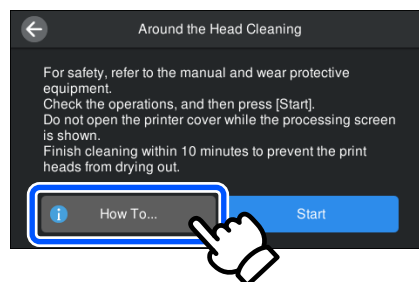 Around the Head Cleaning
For safety, refer to the manual and wear protective
equipment.
Check the operations, and then press [Start].
Do not open the printer cover while the processing screen
is shown.
Finish cleaning within 10 minutes to prevent the print
heads from drying out.
i How To... Start